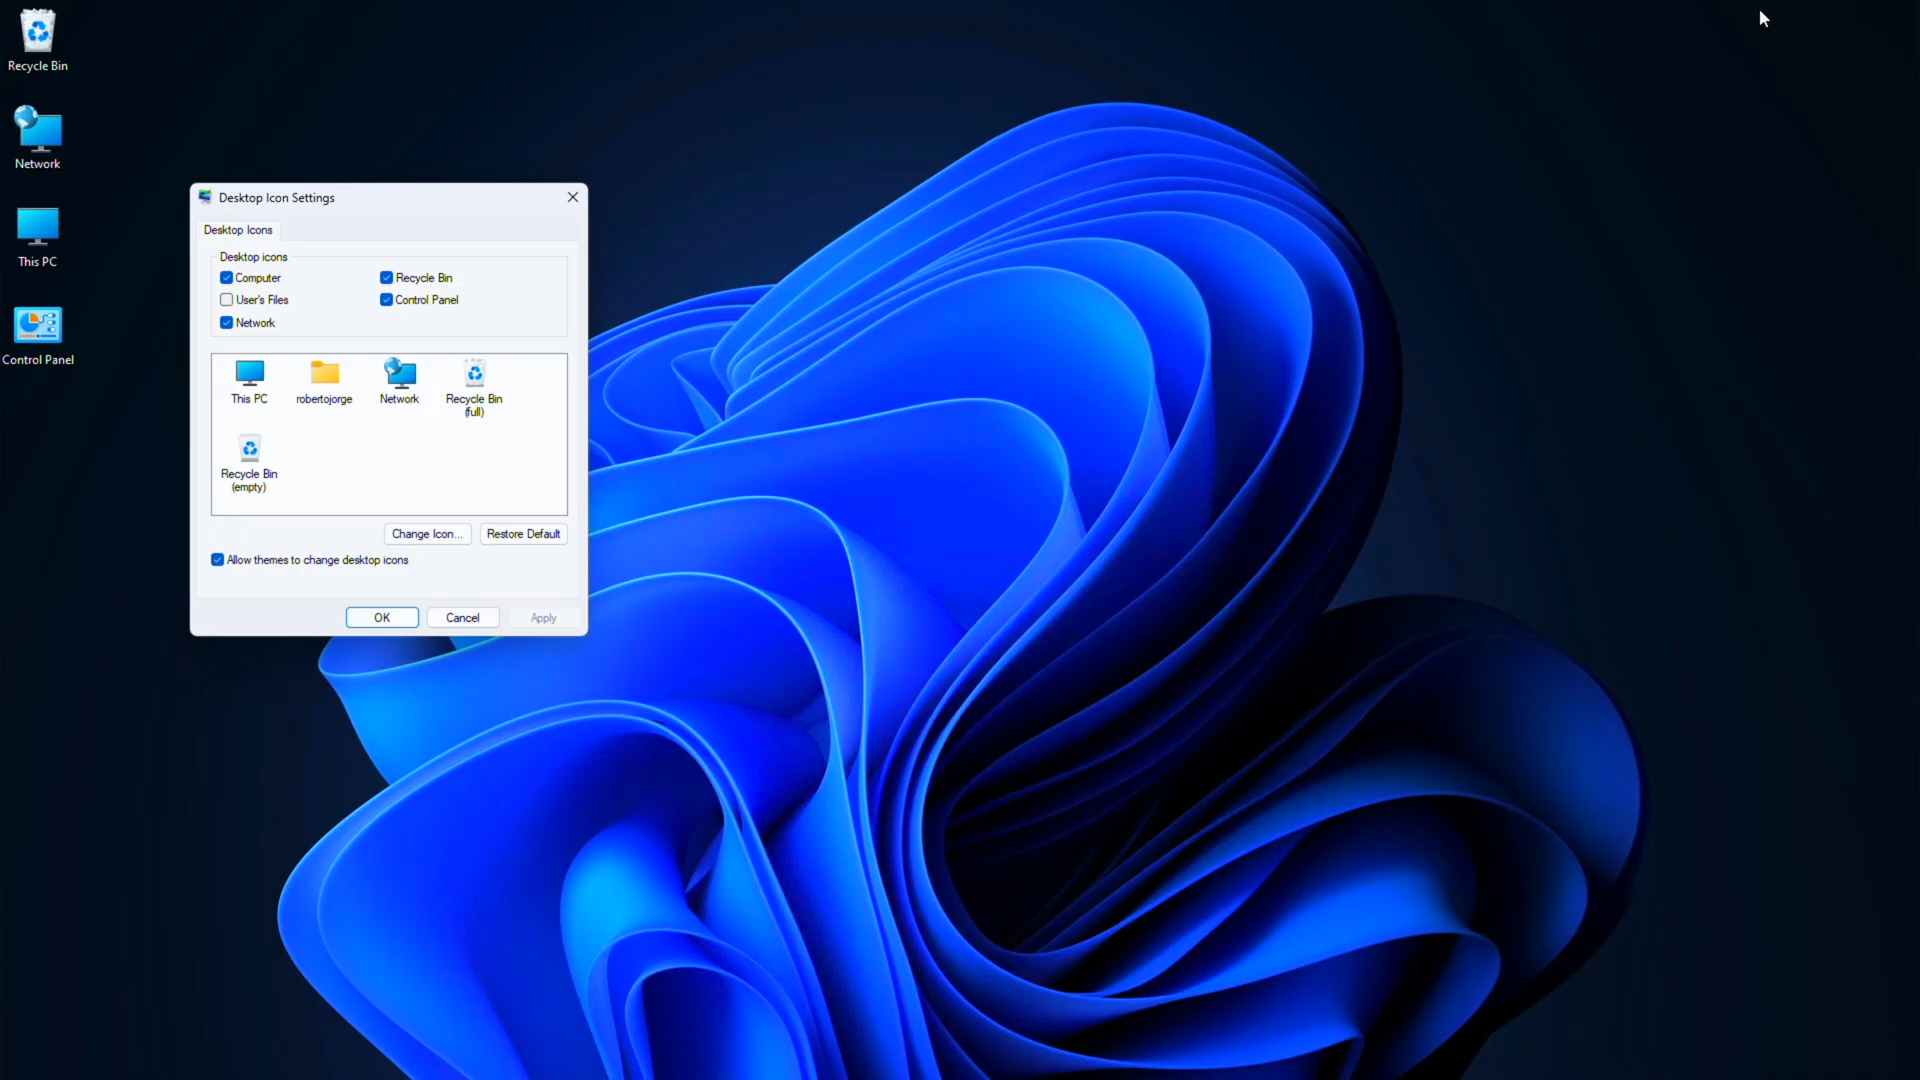 Recycle Bin
Network
This PC
Control Panel
Desktop Icon Settings
Desktop Icons
Desktop icons
Computer
Recycle Bin
User's Files
Control Panel
Network
This PC
robertojorge
Network
Recycle Bin
(full)
Recycle Bin
(empty)
Change Icon...
Restore Default
Allow themes to change desktop icons
OK
Cancel
Apply